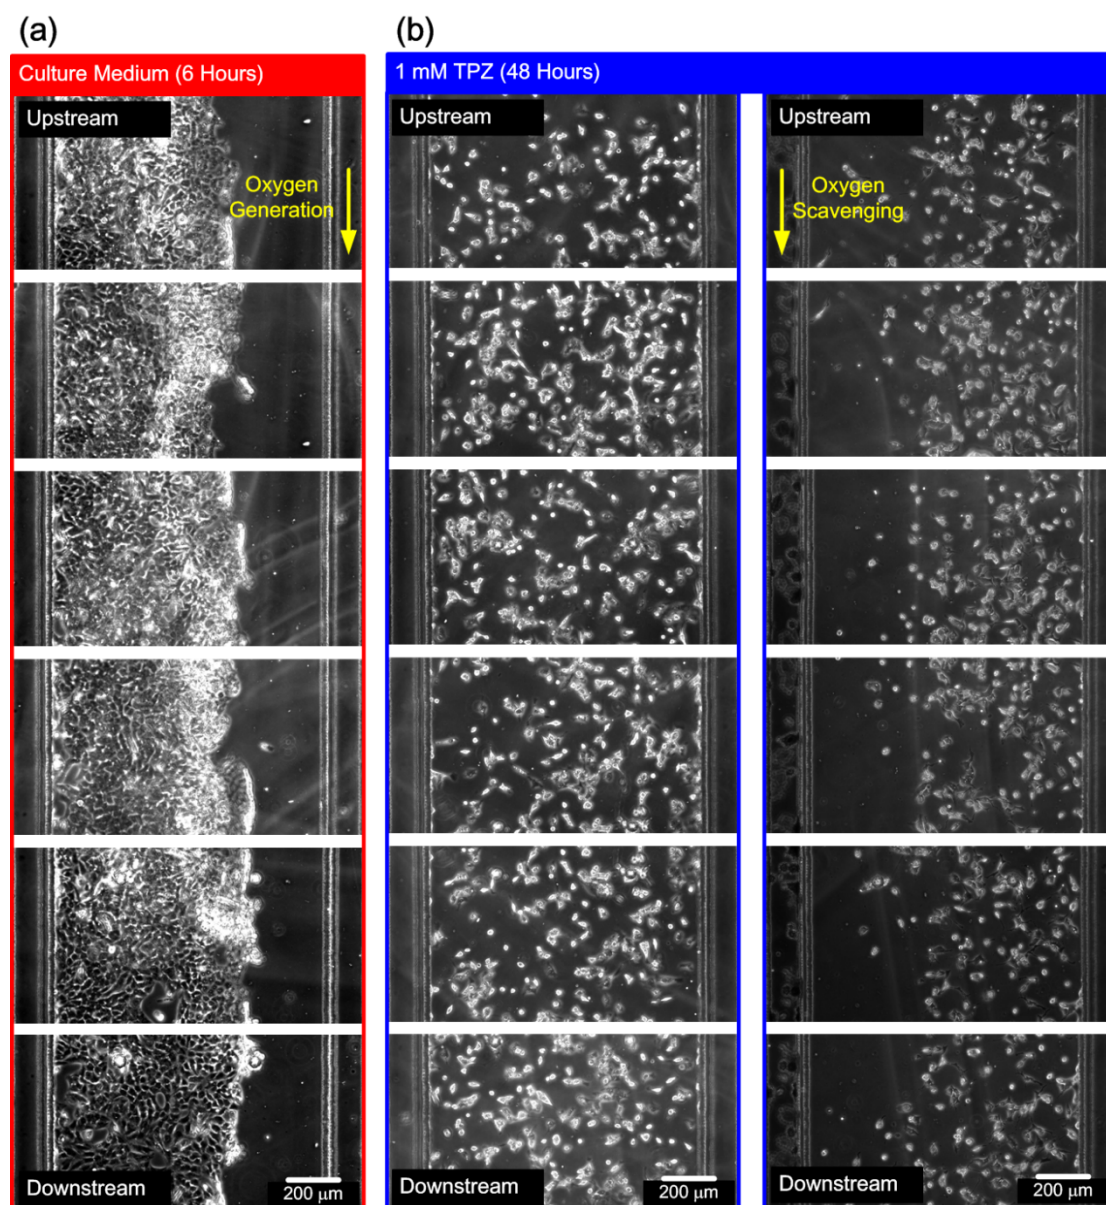 (a)
Culture Medium (6 Hours)
Upstream
Oxygen
Generation
Downstream
200 μm
(b)
1 mM TPZ (48 Hours)
Upstream
Downstream
200 μm
Upstream
Oxygen
Scavenging
Downstream
200 μm